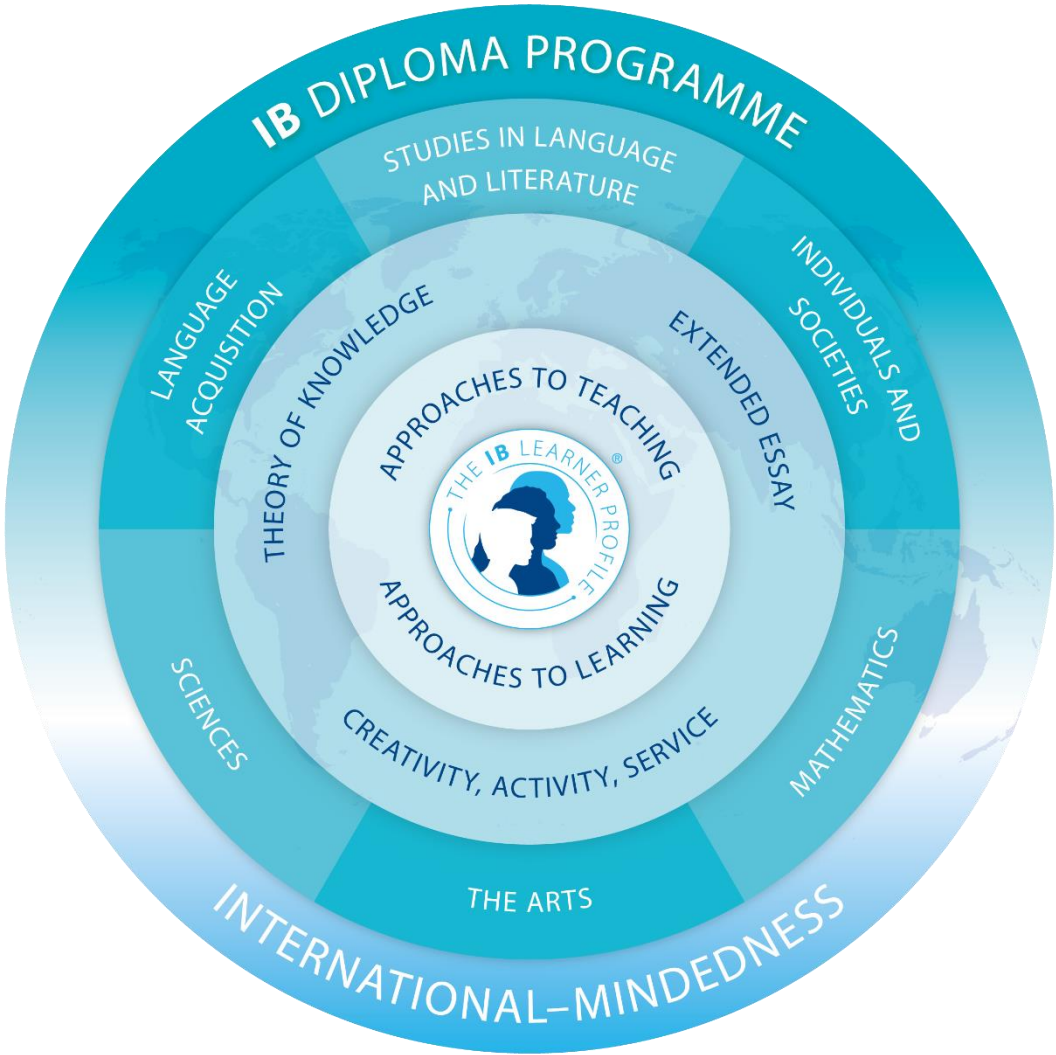 IB DIPLOMA PROGRAMME
STUDIES IN LANGUAGE
AND LITERATURE
LANGUAGE
ACQUISITION
INDIVIDUALS AND
SOCIETIES
THEORY OF KNOWLEDGE
EXTENDED ESSAY
APPROACHES TO TEACHING
THE IB LEARNER PROFILE
®
APPROACHES TO LEARNING
CREATIVITY, ACTIVITY, SERVICE
SCIENCES
MATHEMATICS
THE ARTS
INTERNATIONAL–MINDEDNESS